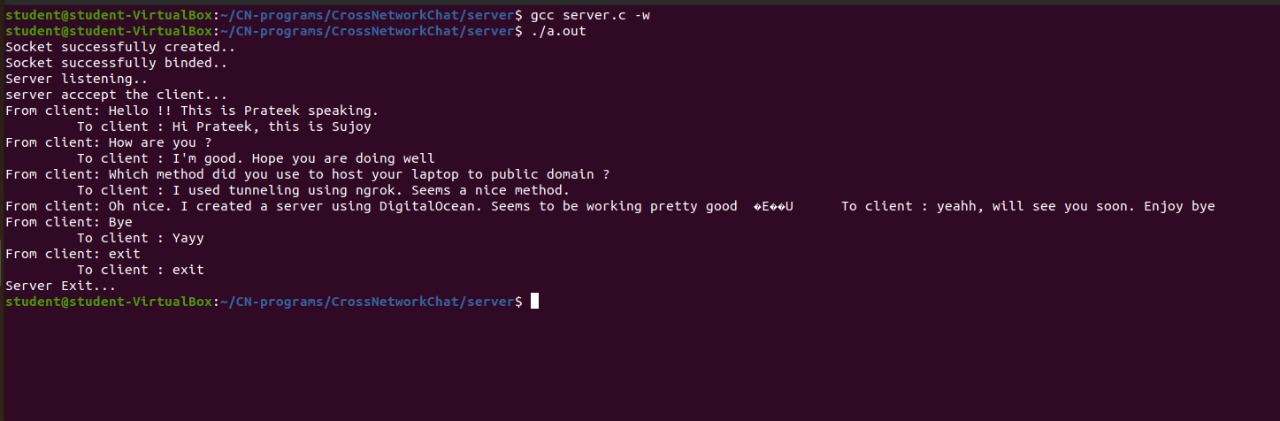 student@student-VirtualBox:~/CN-programs/CrossNetworkChat/server$ gcc server.c -w
student@student-VirtualBox:~/CN-programs/CrossNetworkChat/server$ ./a.out
Socket successfully created..
Socket successfully binded..
Server listening..
server acccept the client...
From client: Hello !! This is Prateek speaking.
To client : Hi Prateek, this is Sujoy
From client: How are you ?
To client : I'm good. Hope you are doing well
From client: Which method did you use to host your laptop to public domain ?
To client : I used tunneling using ngrok. Seems a nice method.
From client: Oh nice. I created a server using DigitalOcean. Seems to be working pretty good �E��U To client : yeahh, will see you soon. Enjoy bye
From client: Bye
To client : Yayy
From client: exit
To client : exit
Server Exit...
student@student-VirtualBox:~/CN-programs/CrossNetworkChat/server$